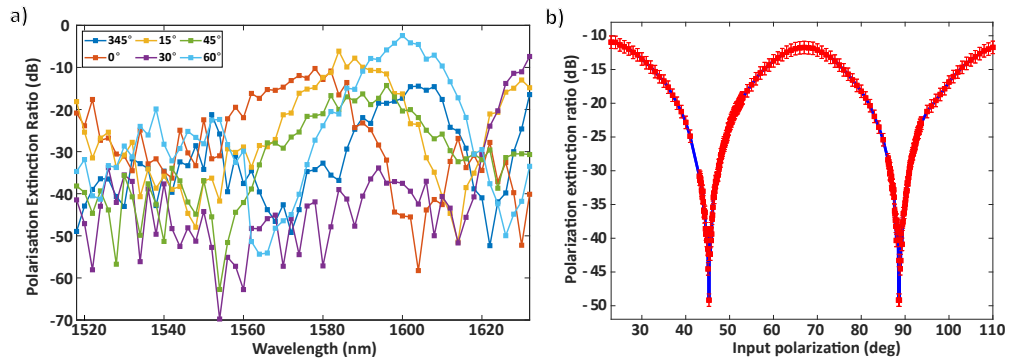 a)
Polarisation Extinction Ratio (dB)
0
-10
-20
-30
-40
-50
-60
-70
345° 15° 45°
0° 30° 60°
1520 1540 1560 1580 1600 1620
Wavelength (nm)
b)
Polarization extinction ratio (dB)
-10
-15
-20
-25
-30
-35
-40
-45
-50
30 40 50 60 70 80 90 100 110
Input polarization (deg)